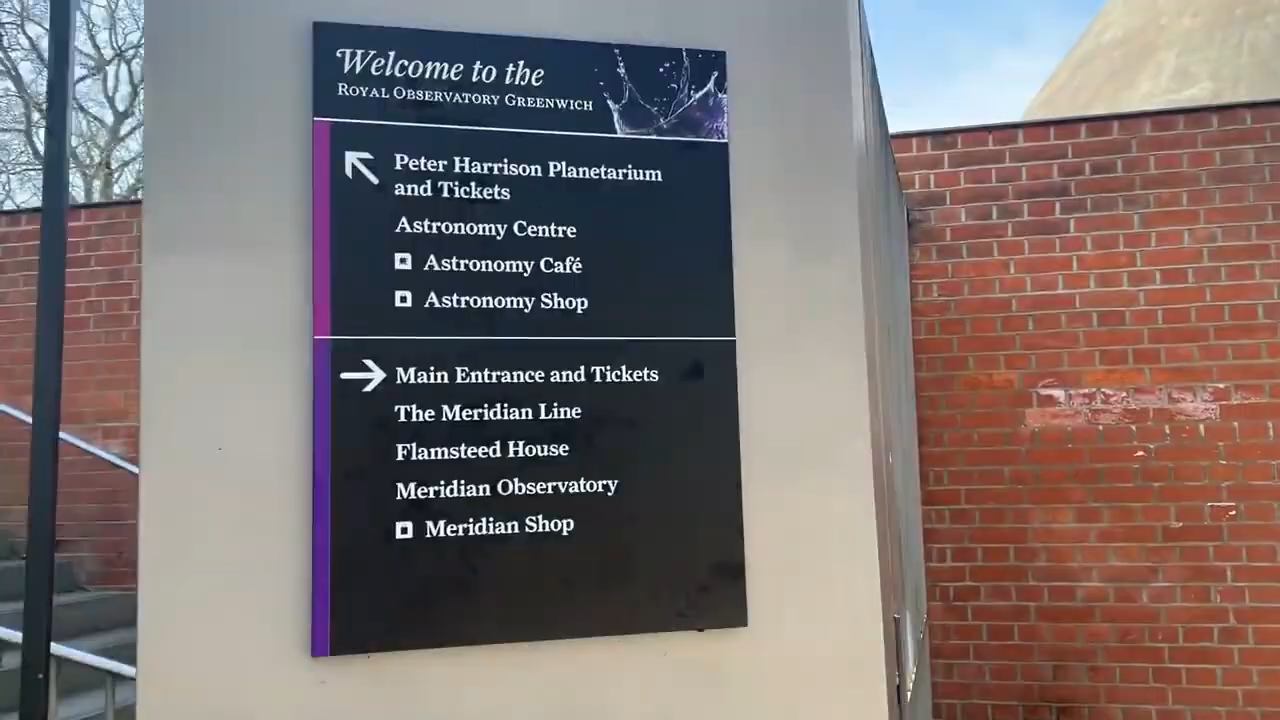 Welcome to the
ROYAL OBSERVATORY GREENWICH
Peter Harrison Planetarium
and Tickets
Astronomy Centre
Astronomy Café
Astronomy Shop
Main Entrance and Tickets
The Meridian Line
Flamsteed House
Meridian Observatory
Meridian Shop